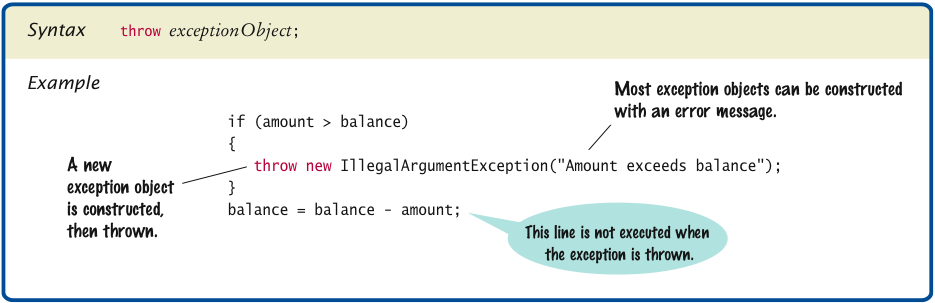 Syntax throw exceptionObject;
Example
Most exception objects can be constructed
with an error message.
if (amount > balance)
{
throw new IllegalArgumentException("Amount exceeds balance");
}
balance = balance - amount;
A new
exception object
is constructed,
then thrown.
This line is not executed when
the exception is thrown.